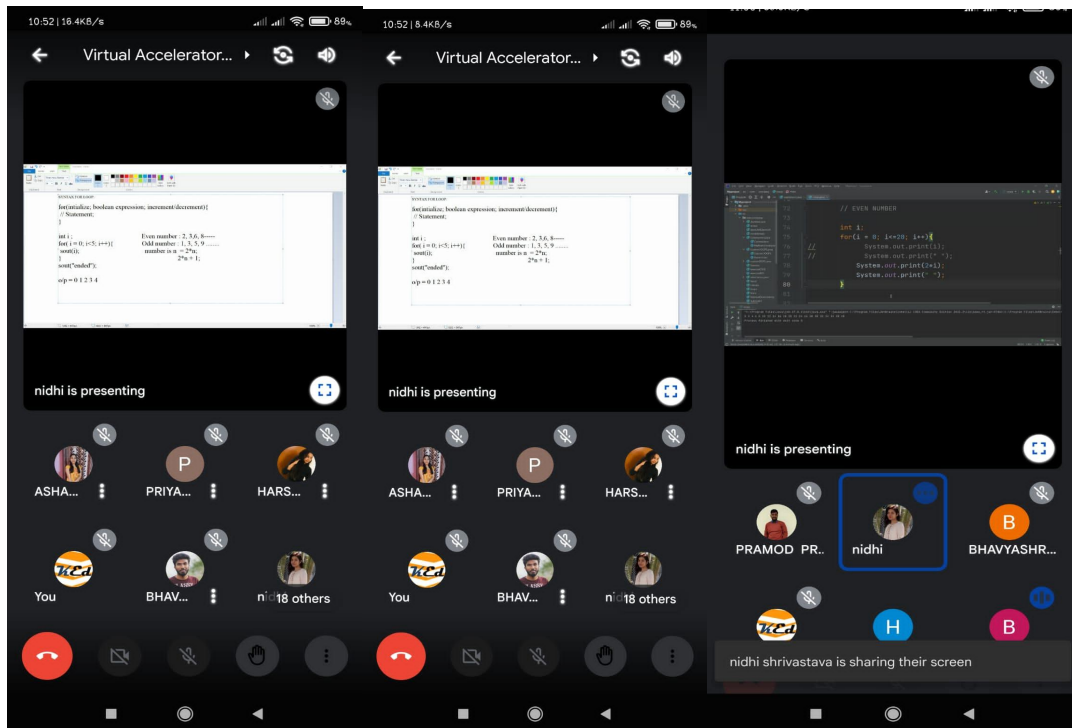 10:52 | 16.4KB/s
89%
Virtual Accelerator...
SYNTAX FOR LOOP
for(intialize; boolean expression; increment/decrement){
// Statement;
}
int i ;
for( i = 0; i<5; i++){
sout(i);
}
sout("ended");
o/p = 0 1 2 3 4
Even number : 2, 3,6, 8-----
Odd number : 1, 3, 5, 9 .......
number is n = 2*n;
2*n + 1;
nidhi is presenting
ASHA...
P
PRIYA...
HARS...
KEd
You
BHAV...
18 others
10:52 | 8.4KB/s
89%
Virtual Accelerator...
SYNTAX FOR LOOP
for(intialize; boolean expression; increment/decrement){
// Statement;
}
int i ;
for( i = 0; i<5; i++){
sout(i);
}
sout("ended");
o/p = 0 1 2 3 4
Even number : 2, 3,6, 8-----
Odd number : 1, 3, 5, 9 .......
number is n = 2*n;
2*n + 1;
nidhi is presenting
ASHA...
P
PRIYA...
HARS...
KEd
You
BHAV...
18 others
// EVEN NUMBER
int i;
for(i = 0; i<=20; i++){
// System.out.print(i);
// System.out.print(" ");
System.out.print(2*i);
System.out.print(" ");
}
nidhi is presenting
PRAMOD PR..
nidhi
B
BHAVYASHR...
KEd
H
B
nidhi shrivastava is sharing their screen